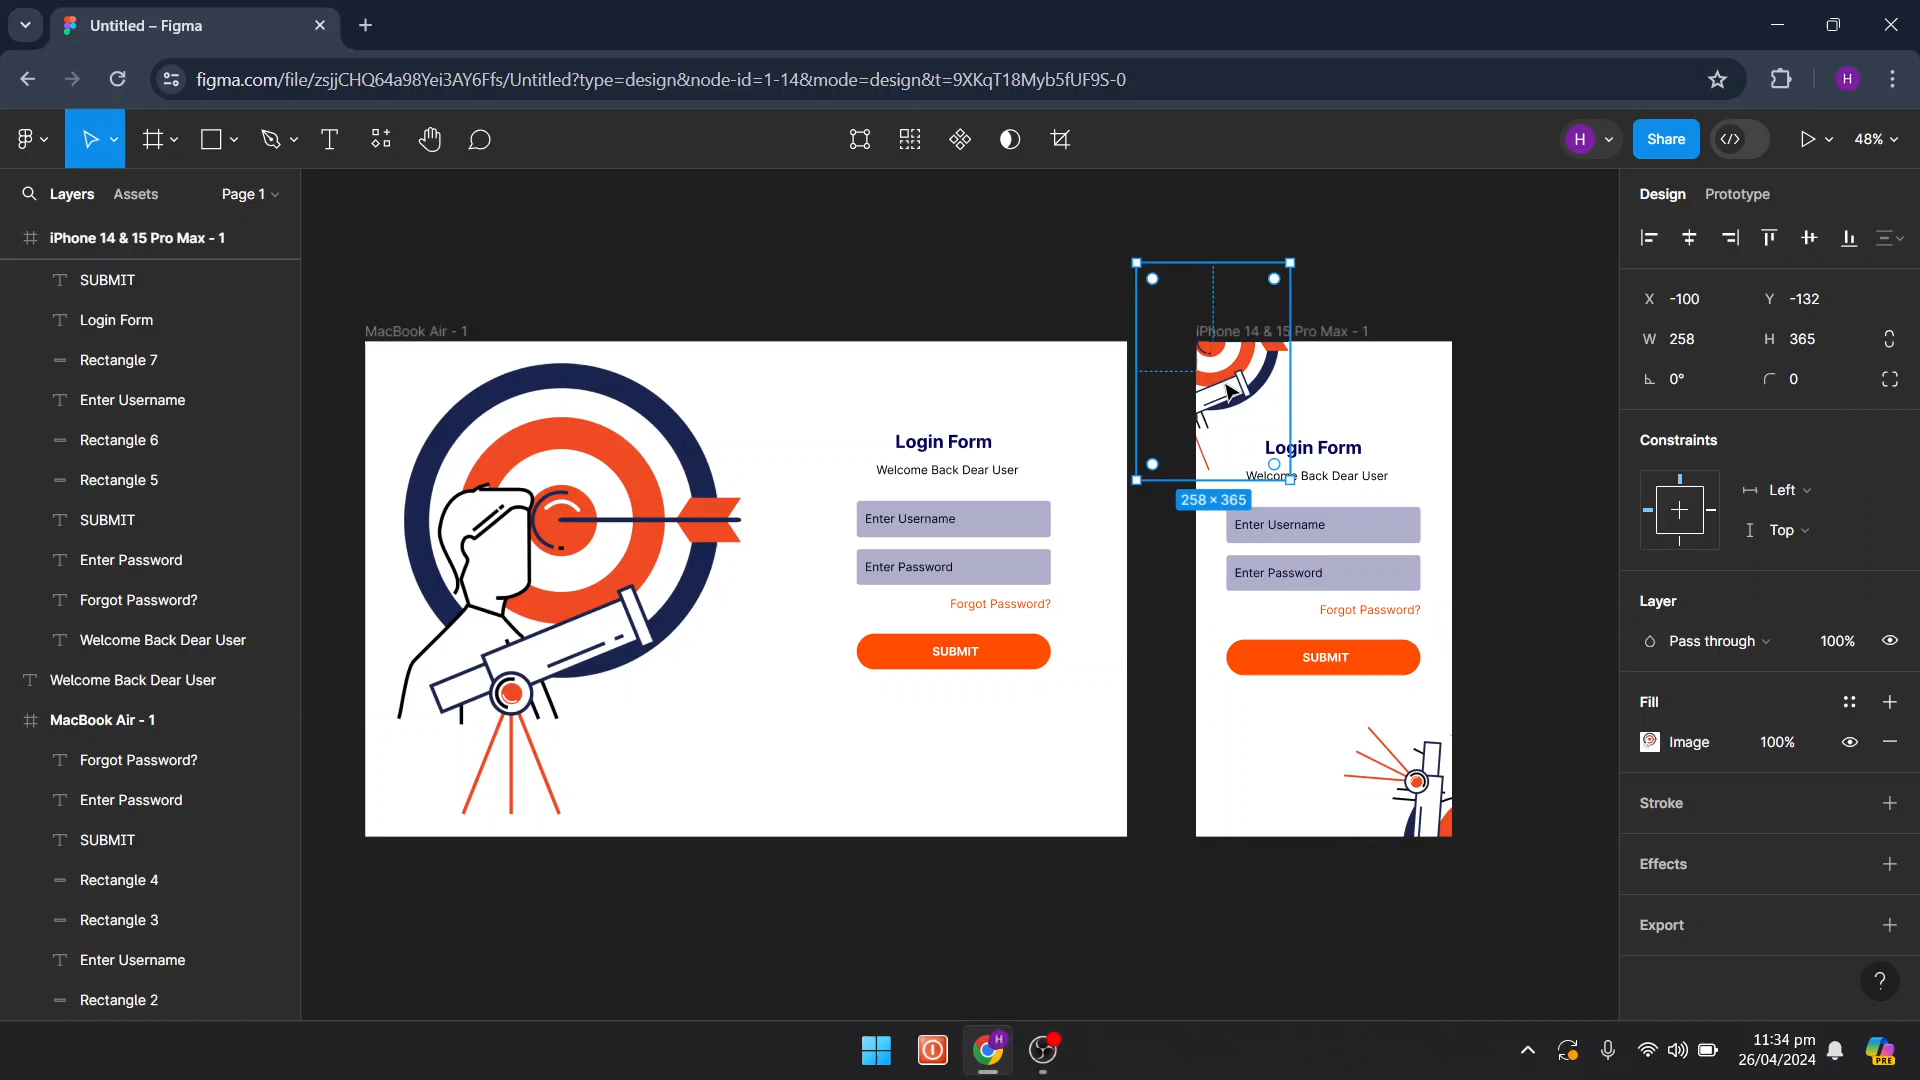 Untitled – Figma
figma.com/file/zsjjCHQ64a98Yei3AY6Ffs/Untitled?type=design&node-id=1-14&mode=design&t=9XKqT18Myb5fUF9S-0
H
H
Share
48%
Layers
Assets
Page 1
iPhone 14 & 15 Pro Max - 1
SUBMIT
Login Form
Rectangle 7
Enter Username
Rectangle 6
Rectangle 5
SUBMIT
Enter Password
Forgot Password?
Welcome Back Dear User
Welcome Back Dear User
MacBook Air - 1
Forgot Password?
Enter Password
SUBMIT
Rectangle 4
Rectangle 3
Enter Username
Rectangle 2
MacBook Air - 1
Login Form
Welcome Back Dear User
Enter Username
Enter Password
Forgot Password?
SUBMIT
iPhone 14 & 15 Pro Max - 1
Login Form
Welcome Back Dear User
258 × 365
Enter Username
Enter Password
Forgot Password?
SUBMIT
Design
Prototype
X -100
Y -132
W 258
H 365
0°
0
Constraints
Left
Top
Layer
Pass through
100%
Fill
Image
100%
Stroke
Effects
Export
?
H
11:34 pm
26/04/2024
PRE